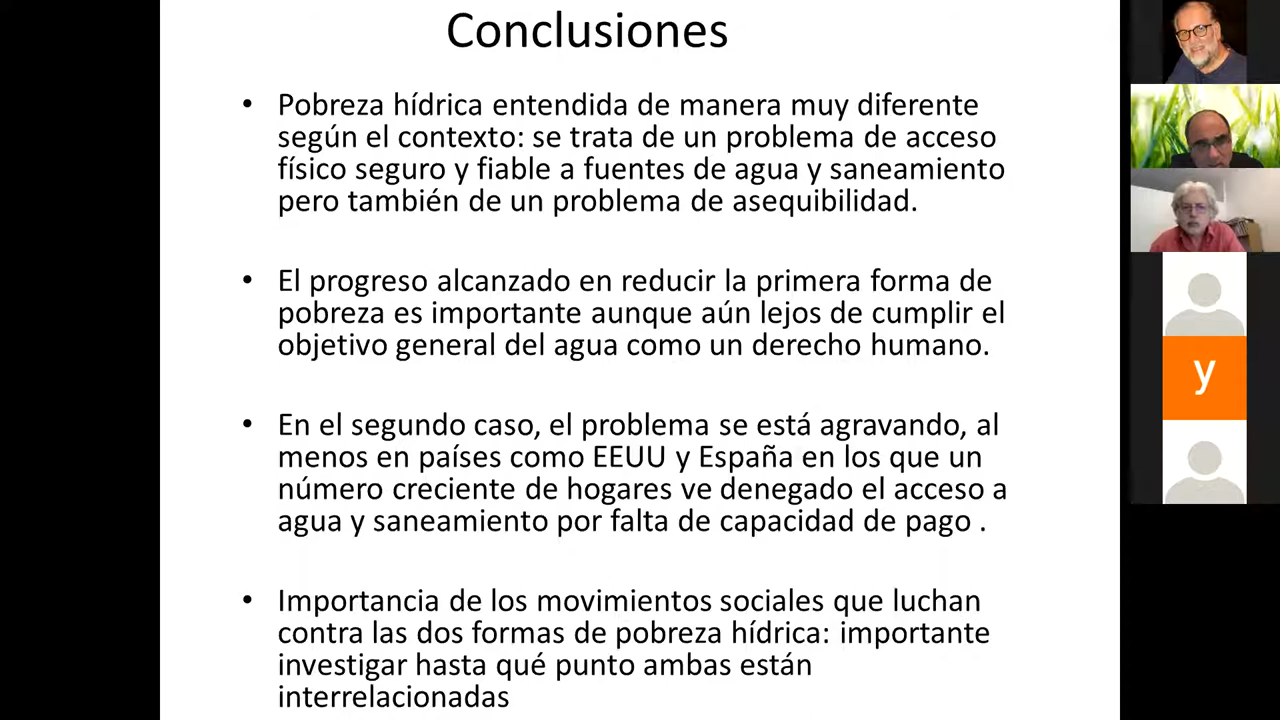 Conclusiones
• Pobreza hídrica entendida de manera muy diferente
según el contexto: se trata de un problema de acceso
físico seguro y fiable a fuentes de agua y saneamiento
pero también de un problema de asequibilidad.
• El progreso alcanzado en reducir la primera forma de
pobreza es importante aunque aún lejos de cumplir el
objetivo general del agua como un derecho humano.
• En el segundo caso, el problema se está agravando, al
menos en países como EEUU y España en los que un
número creciente de hogares ve denegado el acceso a
agua y saneamiento por falta de capacidad de pago .
• Importancia de los movimientos sociales que luchan
contra las dos formas de pobreza hídrica: importante
investigar hasta qué punto ambas están
interrelacionadas
y